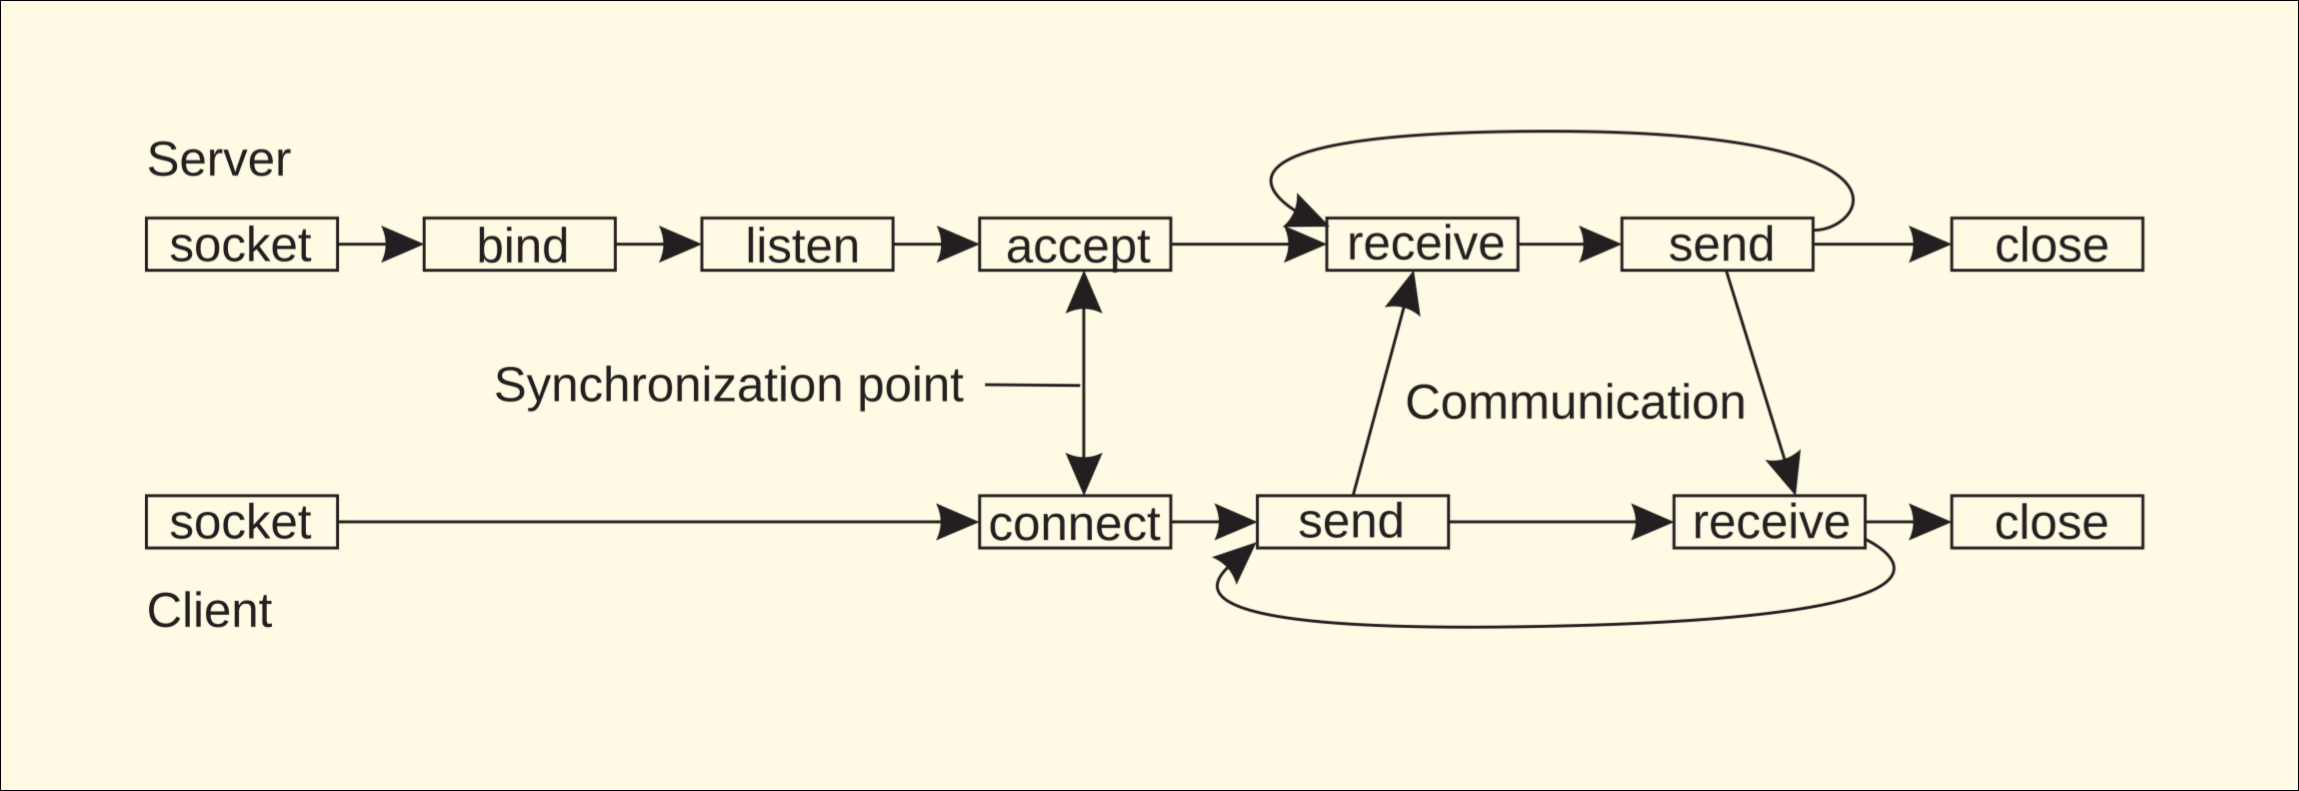 Server
socket bind listen accept receive send close
Synchronization point
Communication
socket connect send receive close
Client